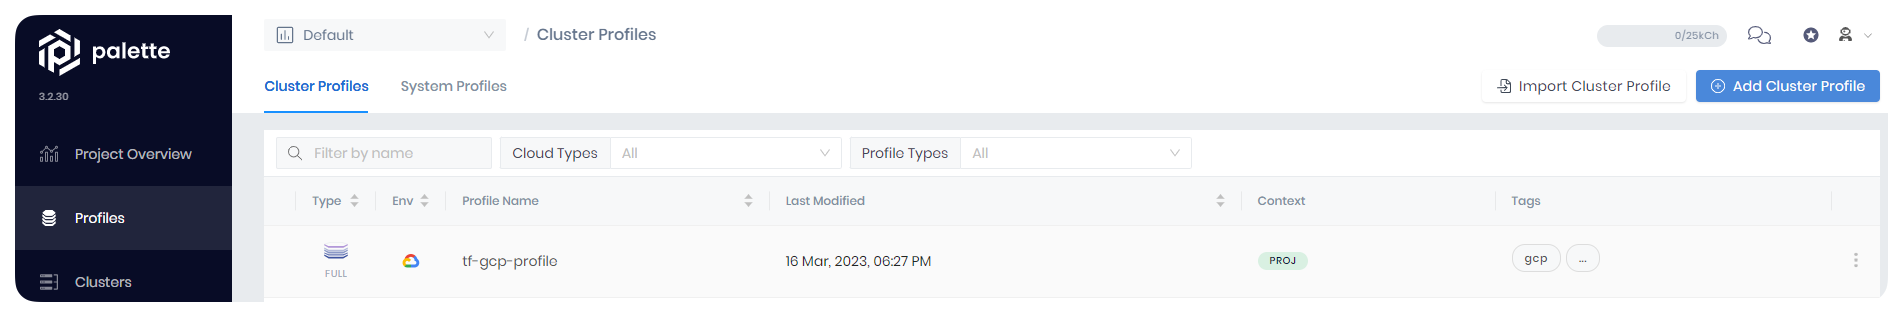 palette
3.2.30
Project Overview
Profiles
Clusters
Default / Cluster Profiles
0/25kCh
Cluster Profiles System Profiles
Import Cluster Profile Add Cluster Profile
Filter by name Cloud Types All Profile Types All
Type Env Profile Name Last Modified Context Tags
FULL tf-gcp-profile 16 Mar, 2023, 06:27 PM PROJ gcp ...